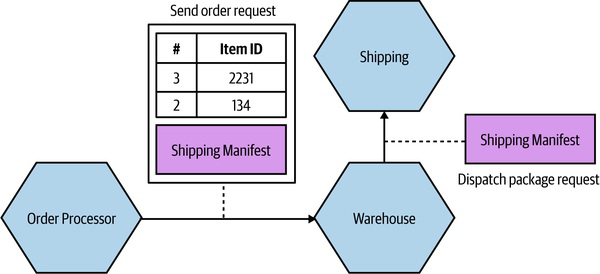 Send order request
# Item ID
3 2231
2 134
Shipping Manifest
Shipping
Shipping Manifest
Dispatch package request
Order Processor
Warehouse